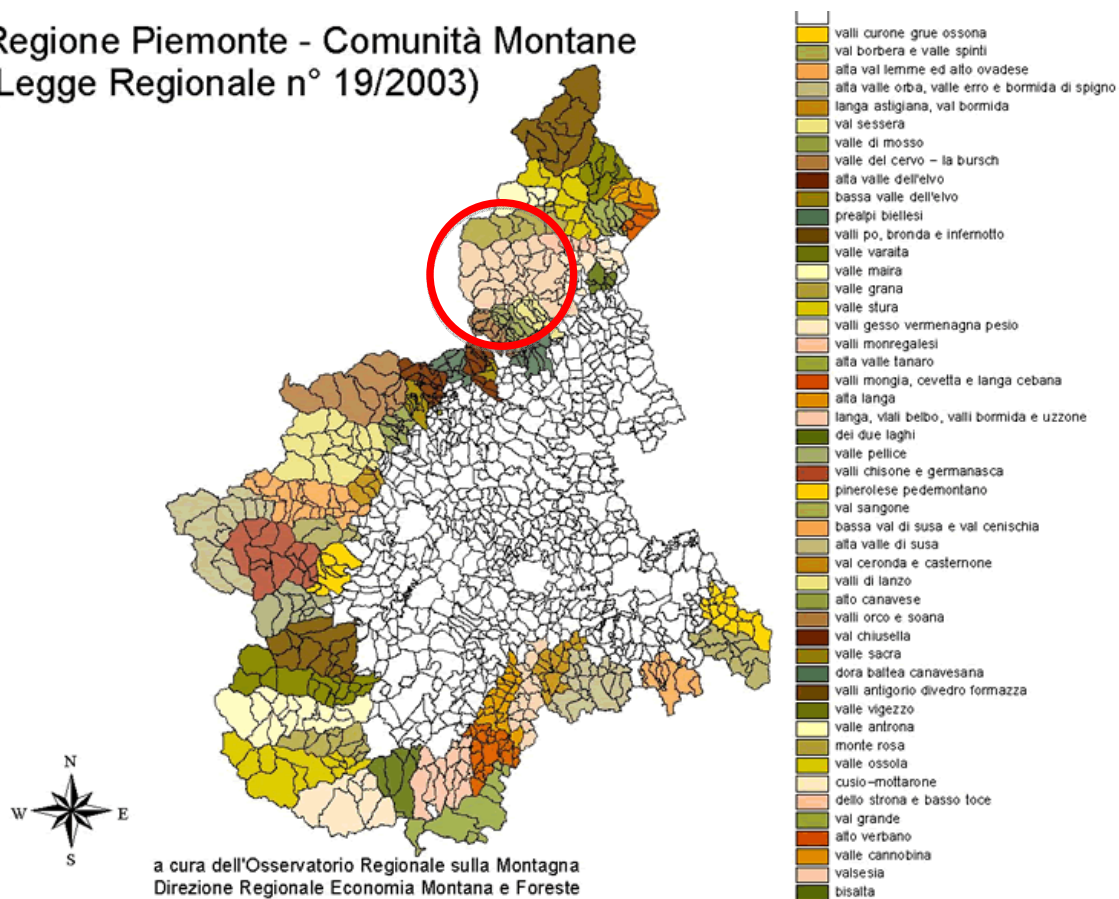 Regione Piemonte - Comunità Montane
Legge Regionale n° 19/2003)
valli curone grue ossona
val borbera e valle spinti
alta val lemme ed alto ovadese
alta valle orba, valle erro e bormida di spigno
langa astigiana, val bormida
val sessera
valle di mosso
valle del cervo - la bursch
alta valle dell'elvo
bassa valle dell'elvo
prealpi biellesi
valli po, bronda e infernotto
valle varaita
valle maira
valle grana
valle stura
valli gesso vermenagna pesio
valli monregalesi
alta valle tanaro
valli mongia, cevetta e langa cebana
alta langa
langa, vlali belbo, valli bormida e uzzone
dei due laghi
valle pellice
valli chisone e germanasca
pinerolese pedemontano
val sangone
bassa val di susa e val cenischia
alta valle di susa
val ceronda e casternone
valli di lanzo
alto canavese
valli orco e soana
val chiusella
valle sacra
dora baltea canavesana
valli antigorio divedro formazza
valle vigezzo
valle antrona
monte rosa
valle ossola
cusio-mottarone
dello strona e basso toce
val grande
alto verbano
valle cannobina
valsesia
bisalta
N
W
E
S
a cura dell'Osservatorio Regionale sulla Montagna
Direzione Regionale Economia Montana e Foreste